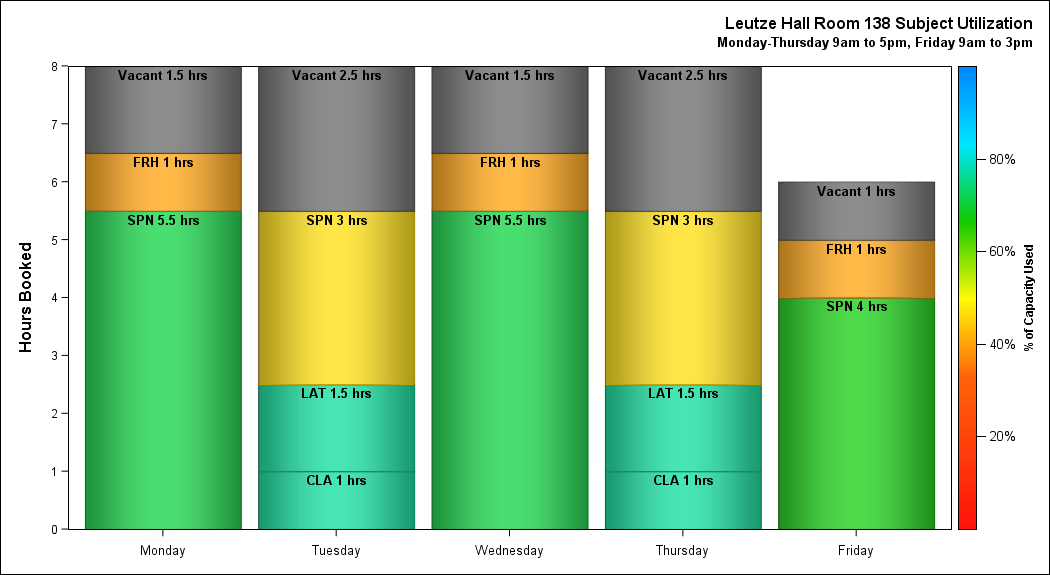 Leutze Hall Room 138 Subject Utilization
Monday-Thursday 9am to 5pm, Friday 9am to 3pm
Hours Booked
8
7
6
5
4
3
2
1
0
Vacant 1.5 hrs
FRH 1 hrs
SPN 5.5 hrs
Vacant 2.5 hrs
SPN 3 hrs
LAT 1.5 hrs
CLA 1 hrs
Vacant 1.5 hrs
FRH 1 hrs
SPN 5.5 hrs
Vacant 2.5 hrs
SPN 3 hrs
LAT 1.5 hrs
CLA 1 hrs
Vacant 1 hrs
FRH 1 hrs
SPN 4 hrs
Monday
Tuesday
Wednesday
Thursday
Friday
80%
60%
40%
20%
% of Capacity Used